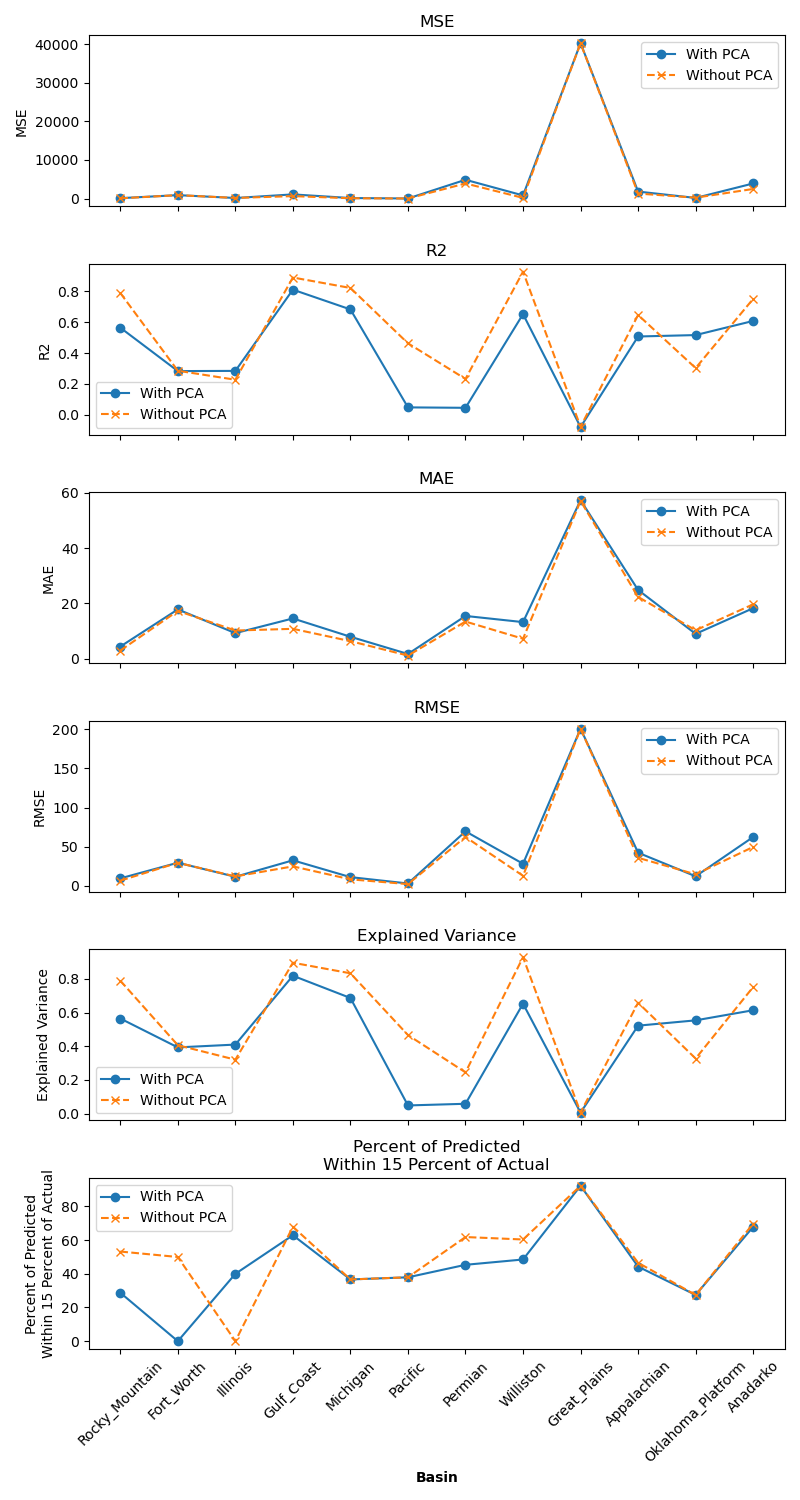 MSE
40000
30000
20000
10000
0
MSE
With PCA
Without PCA
R2
0.8
0.6
0.4
0.2
0.0
R2
With PCA
Without PCA
MAE
60
40
20
0
MAE
With PCA
Without PCA
RMSE
200
150
100
50
0
RMSE
With PCA
Without PCA
Explained Variance
0.8
0.6
0.4
0.2
0.0
Explained Variance
With PCA
Without PCA
Percent of Predicted
Within 15 Percent of Actual
80
60
40
20
0
Percent of Predicted
Within 15 Percent of Actual
With PCA
Without PCA
Rocky_Mountain
Fort_Worth
Illinois
Gulf_Coast
Michigan
Pacific
Permian
Williston
Great_Plains
Appalachian
Oklahoma_Platform
Anadarko
Basin